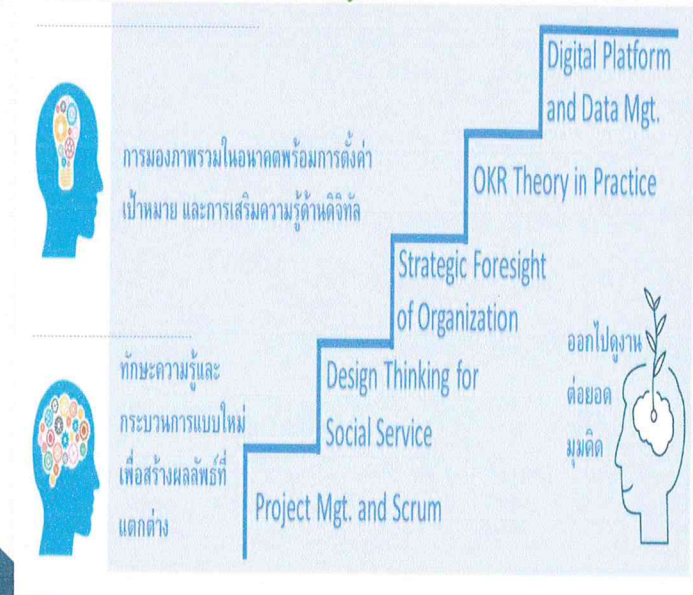 Digital Platform
and Data Mgt.
การมองภาพรวมในอนาคตพร้อมการตั้งค่า
เป้าหมาย และการเสริมความรู้ด้านดิจิทัล
OKR Theory in Practice
Strategic Foresight
of Organization
ออกไปดูงาน
ต่อยอด
มุมคิด
ทักษะความรู้และ
กระบวนการแบบใหม่
เพื่อสร้างผลลัพธ์ที่
แตกต่าง
Design Thinking for
Social Service
Project Mgt. and Scrum